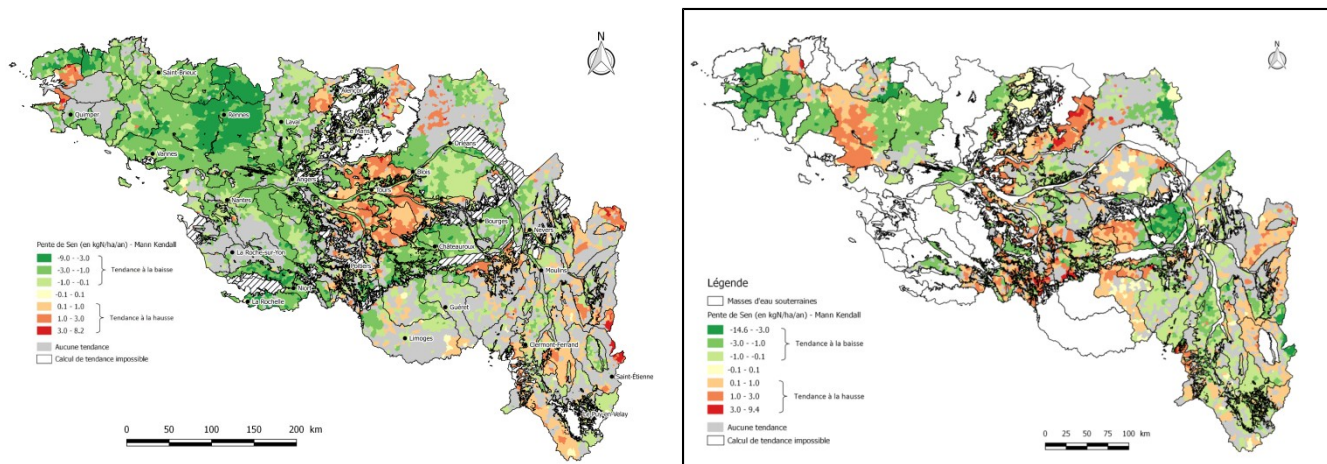 N
Saint-Brieuc
Alençon
Quimper
Rennes
Laval
Le Mans
Vannes
Orléans
Angers
Blois
Tours
Nantes
Bourges
Nevers
Châteauroux
La Roche-sur-Yon
Poitiers
Moulins
Niort
La Rochelle
Guéret
Limoges
Clermont-Ferrand
Saint-Étienne
Pente de Sen (en kgN/ha/an) - Mann Kendall
-9.0 - -3.0
-3.0 - -1.0 Tendance à la baisse
-1.0 - -0.1
-0.1 - 0.1
0.1 - 1.0
1.0 - 3.0 Tendance à la hausse
3.0 - 8.2
Aucune tendance
Calcul de tendance impossible
0 50 100 150 200 km
N
Légende
Masses d'eau souterraines
Pente de Sen (en kgN/ha/an) - Mann Kendall
-14.6 - -3.0
-3.0 - -1.0 Tendance à la baisse
-1.0 - -0.1
-0.1 - 0.1
0.1 - 1.0
1.0 - 3.0 Tendance à la hausse
3.0 - 9.4
Aucune tendance
Calcul de tendance impossible
0 25 50 75 100 km